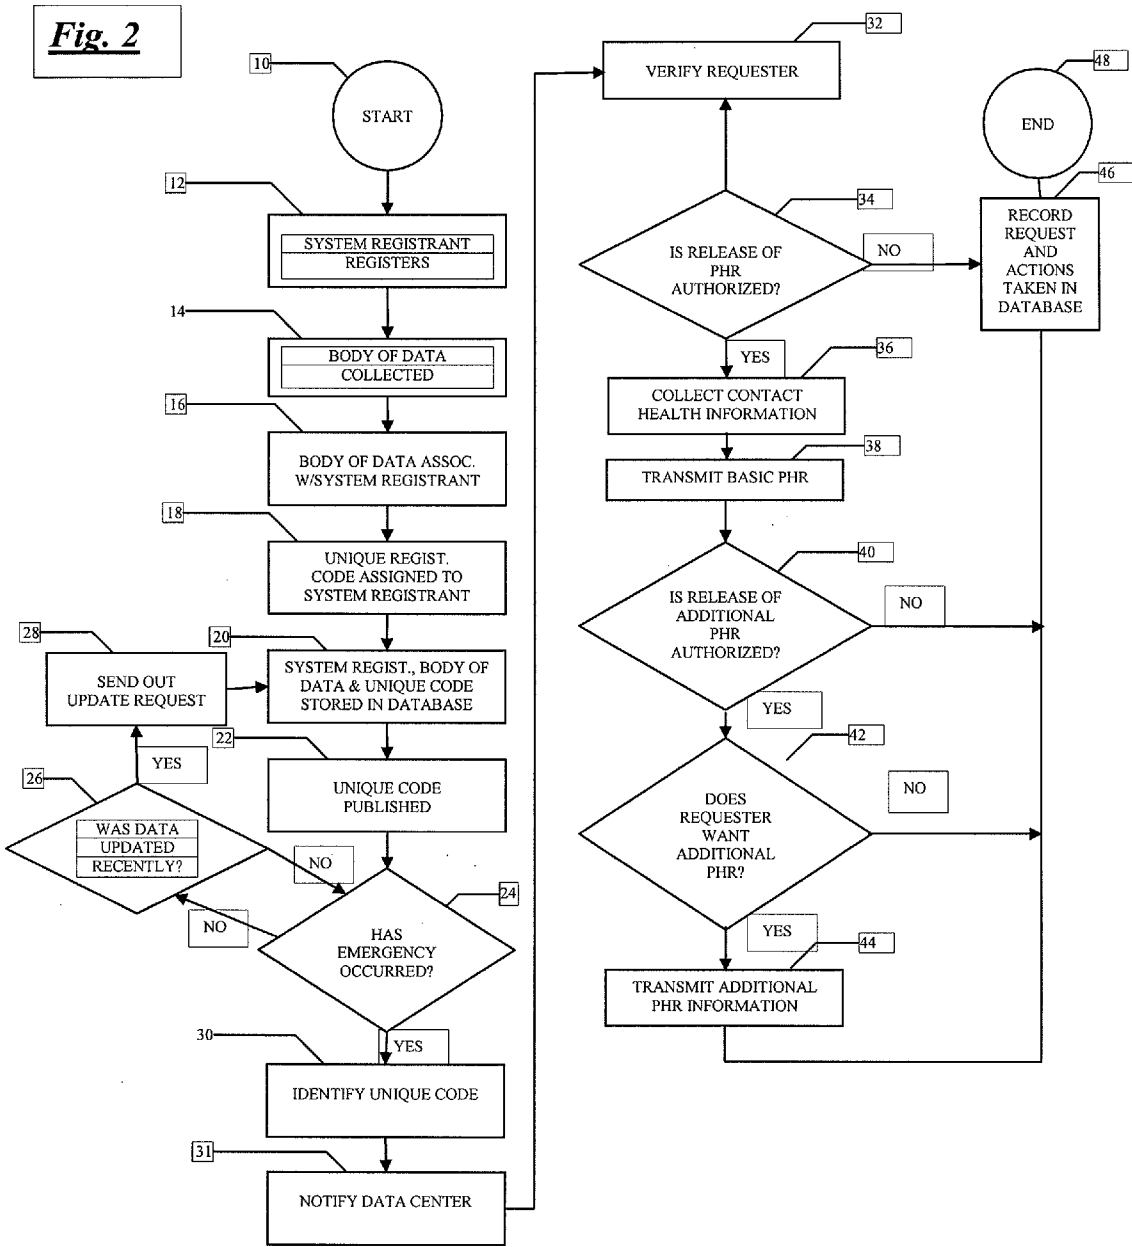 Fig. 2
10
START
12
SYSTEM REGISTRANT
REGISTERS
14
BODY OF DATA
COLLECTED
16
BODY OF DATA ASSOC.
W/SYSTEM REGISTRANT
18
UNIQUE REGIST.
CODE ASSIGNED TO
SYSTEM REGISTRANT
20
SYSTEM REGIST., BODY OF
DATA & UNIQUE CODE
STORED IN DATABASE
28
SEND OUT
UPDATE REQUEST
22
UNIQUE CODE
PUBLISHED
YES
26
WAS DATA
UPDATED
RECENTLY?
NO
NO
24
HAS
EMERGENCY
OCCURRED?
YES
30
IDENTIFY UNIQUE CODE
31
NOTIFY DATA CENTER
32
VERIFY REQUESTER
34
IS RELEASE OF
PHR
AUTHORIZED?
NO
YES
36
COLLECT CONTACT
HEALTH INFORMATION
38
TRANSMIT BASIC PHR
40
IS RELEASE OF
ADDITIONAL
PHR
AUTHORIZED?
NO
YES
42
DOES
REQUESTER
WANT
ADDITIONAL
PHR?
NO
YES
44
TRANSMIT ADDITIONAL
PHR INFORMATION
48
END
46
RECORD
REQUEST
AND
ACTIONS
TAKEN IN
DATABASE